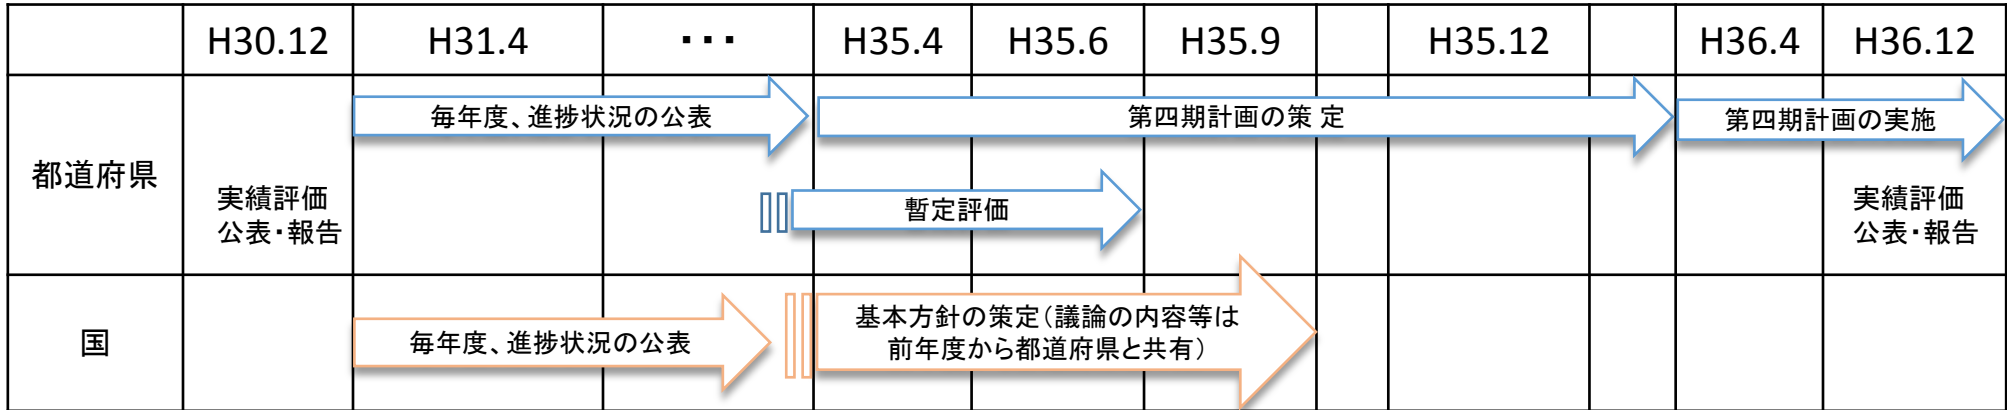 H30.12 H31.4 ・・・ H35.4 H35.6 H35.9 H35.12 H36.4 H36.12
都道府県
毎年度、進捗状況の公表
第四期計画の策 定
第四期計画の実施
実績評価
公表・報告
暫定評価
実績評価
公表・報告
国
毎年度、進捗状況の公表
基本方針の策定（議論の内容等は
前年度から都道府県と共有）